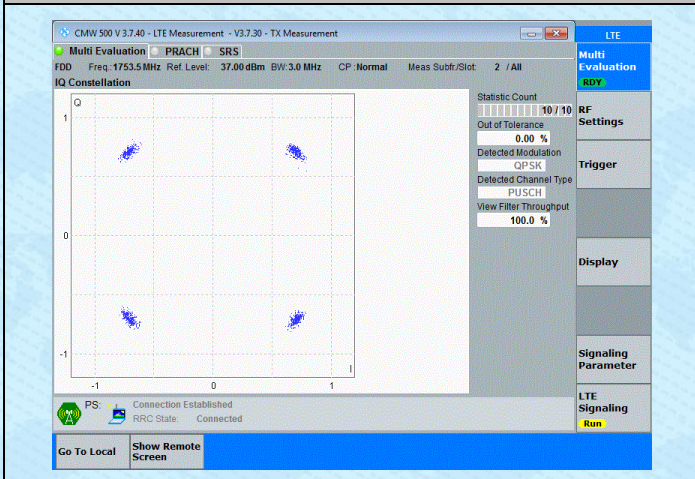 CMW 500 V 3.7.40 - LTE Measurement - V3.7.30 - TX Measurement
LTE
Multi Evaluation PRACH SRS
Multi Evaluation
RDY
FDD Freq.:1753.5 MHz Ref. Level: 37.00 dBm BW:3.0 MHz CP :Normal Meas Subfr./Slot: 2 / All
IQ Constellation
Q
1
0
-1
-1 0 1
I
Statistic Count
10 / 10
Out of Tolerance
0.00 %
Detected Modulation
QPSK
Detected Channel Type
PUSCH
View Filter Throughput
100.0 %
RF
Settings
Trigger
Display
Signaling
Parameter
LTE
Signaling
Run
PS: Connection Established
RRC State: Connected
Go To Local
Show Remote
Screen